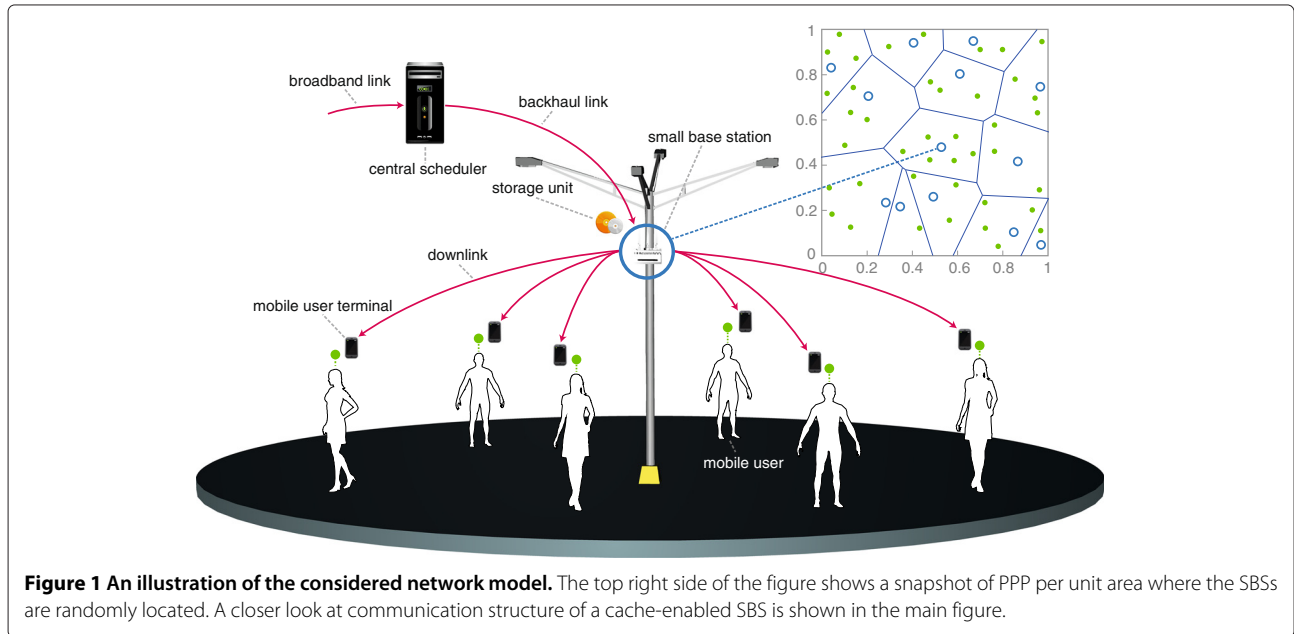 broadband link
backhaul link
small base station
central scheduler
storage unit
downlink
mobile user terminal
mobile user
1
0.8
0.6
0.4
0.2
0
0 0.2 0.4 0.6 0.8 1
Figure 1 An illustration of the considered network model. The top right side of the figure shows a snapshot of PPP per unit area where the SBSs
are randomly located. A closer look at communication structure of a cache-enabled SBS is shown in the main figure.